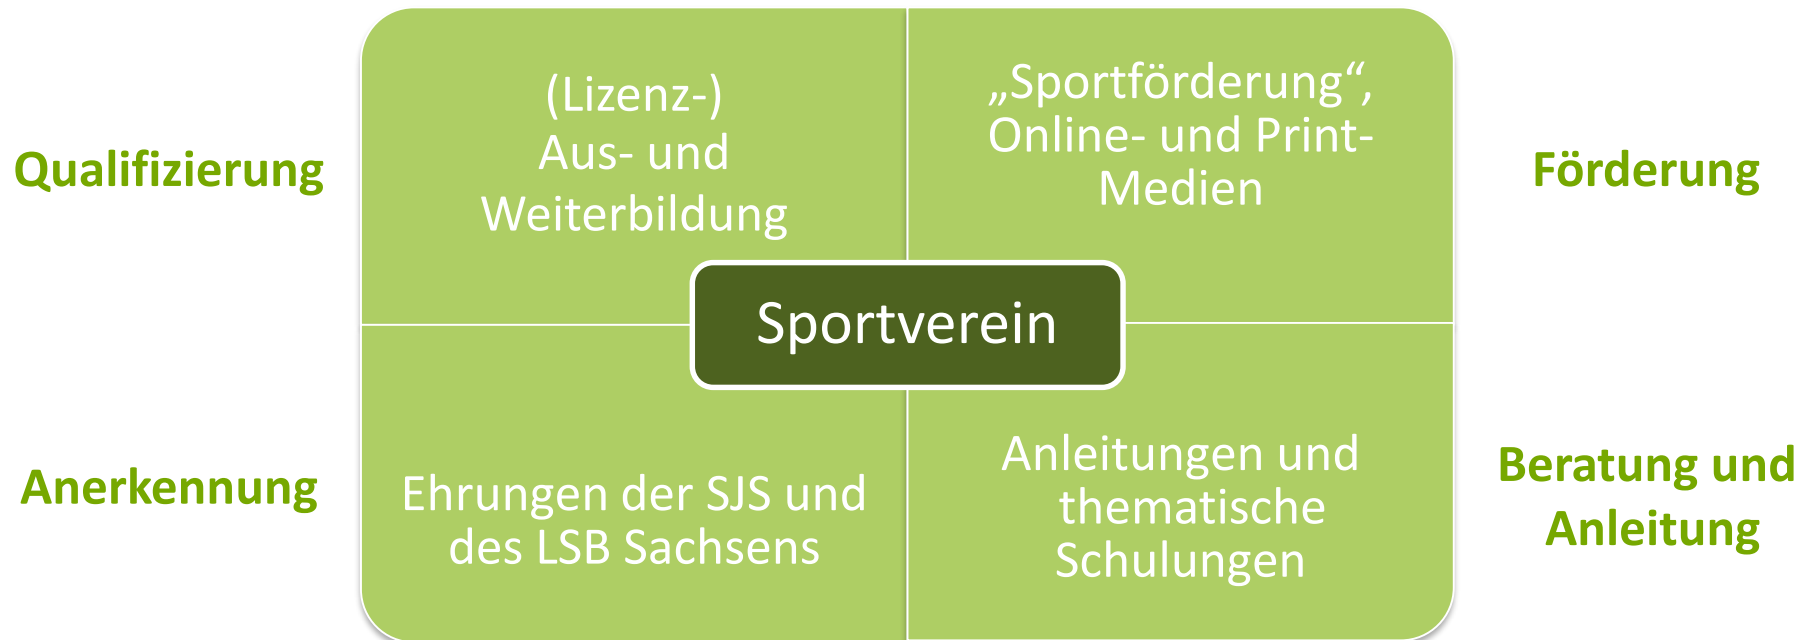 Qualifizierung
(Lizenz-)
Aus- und
Weiterbildung
„Sportförderung“,
Online- und Print-
Medien
Förderung
Sportverein
Anerkennung
Ehrungen der SJS und
des LSB Sachsens
Anleitungen und
thematische
Schulungen
Beratung und
Anleitung